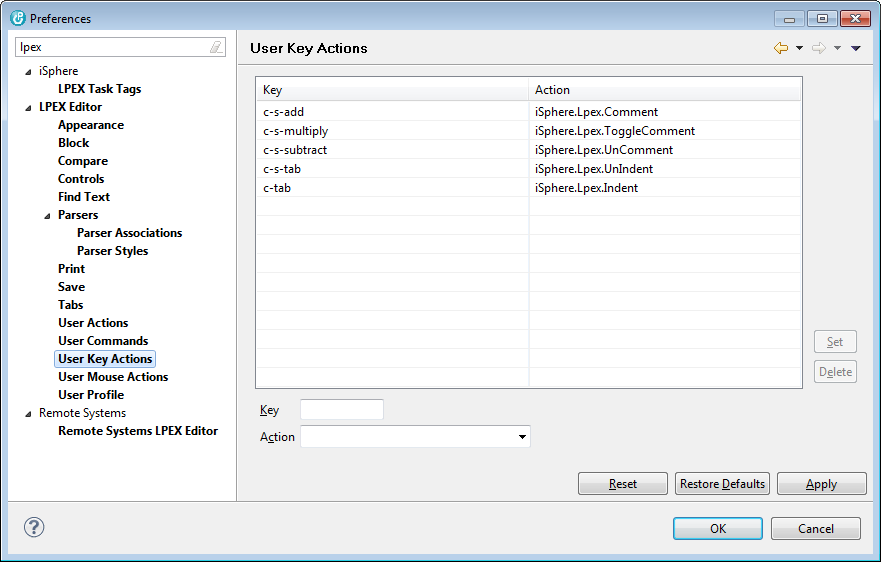 Preferences
lpex
iSphere
LPEX Task Tags
LPEX Editor
Appearance
Block
Compare
Controls
Find Text
Parsers
Parser Associations
Parser Styles
Print
Save
Tabs
User Actions
User Commands
User Key Actions
User Mouse Actions
User Profile
Remote Systems
Remote Systems LPEX Editor
User Key Actions
Key Action
c-s-add iSphere.Lpex.Comment
c-s-multiply iSphere.Lpex.ToggleComment
c-s-subtract iSphere.Lpex.UnComment
c-s-tab iSphere.Lpex.UnIndent
c-tab iSphere.Lpex.Indent
Set
Delete
Key
Action
Reset Restore Defaults Apply
? OK Cancel